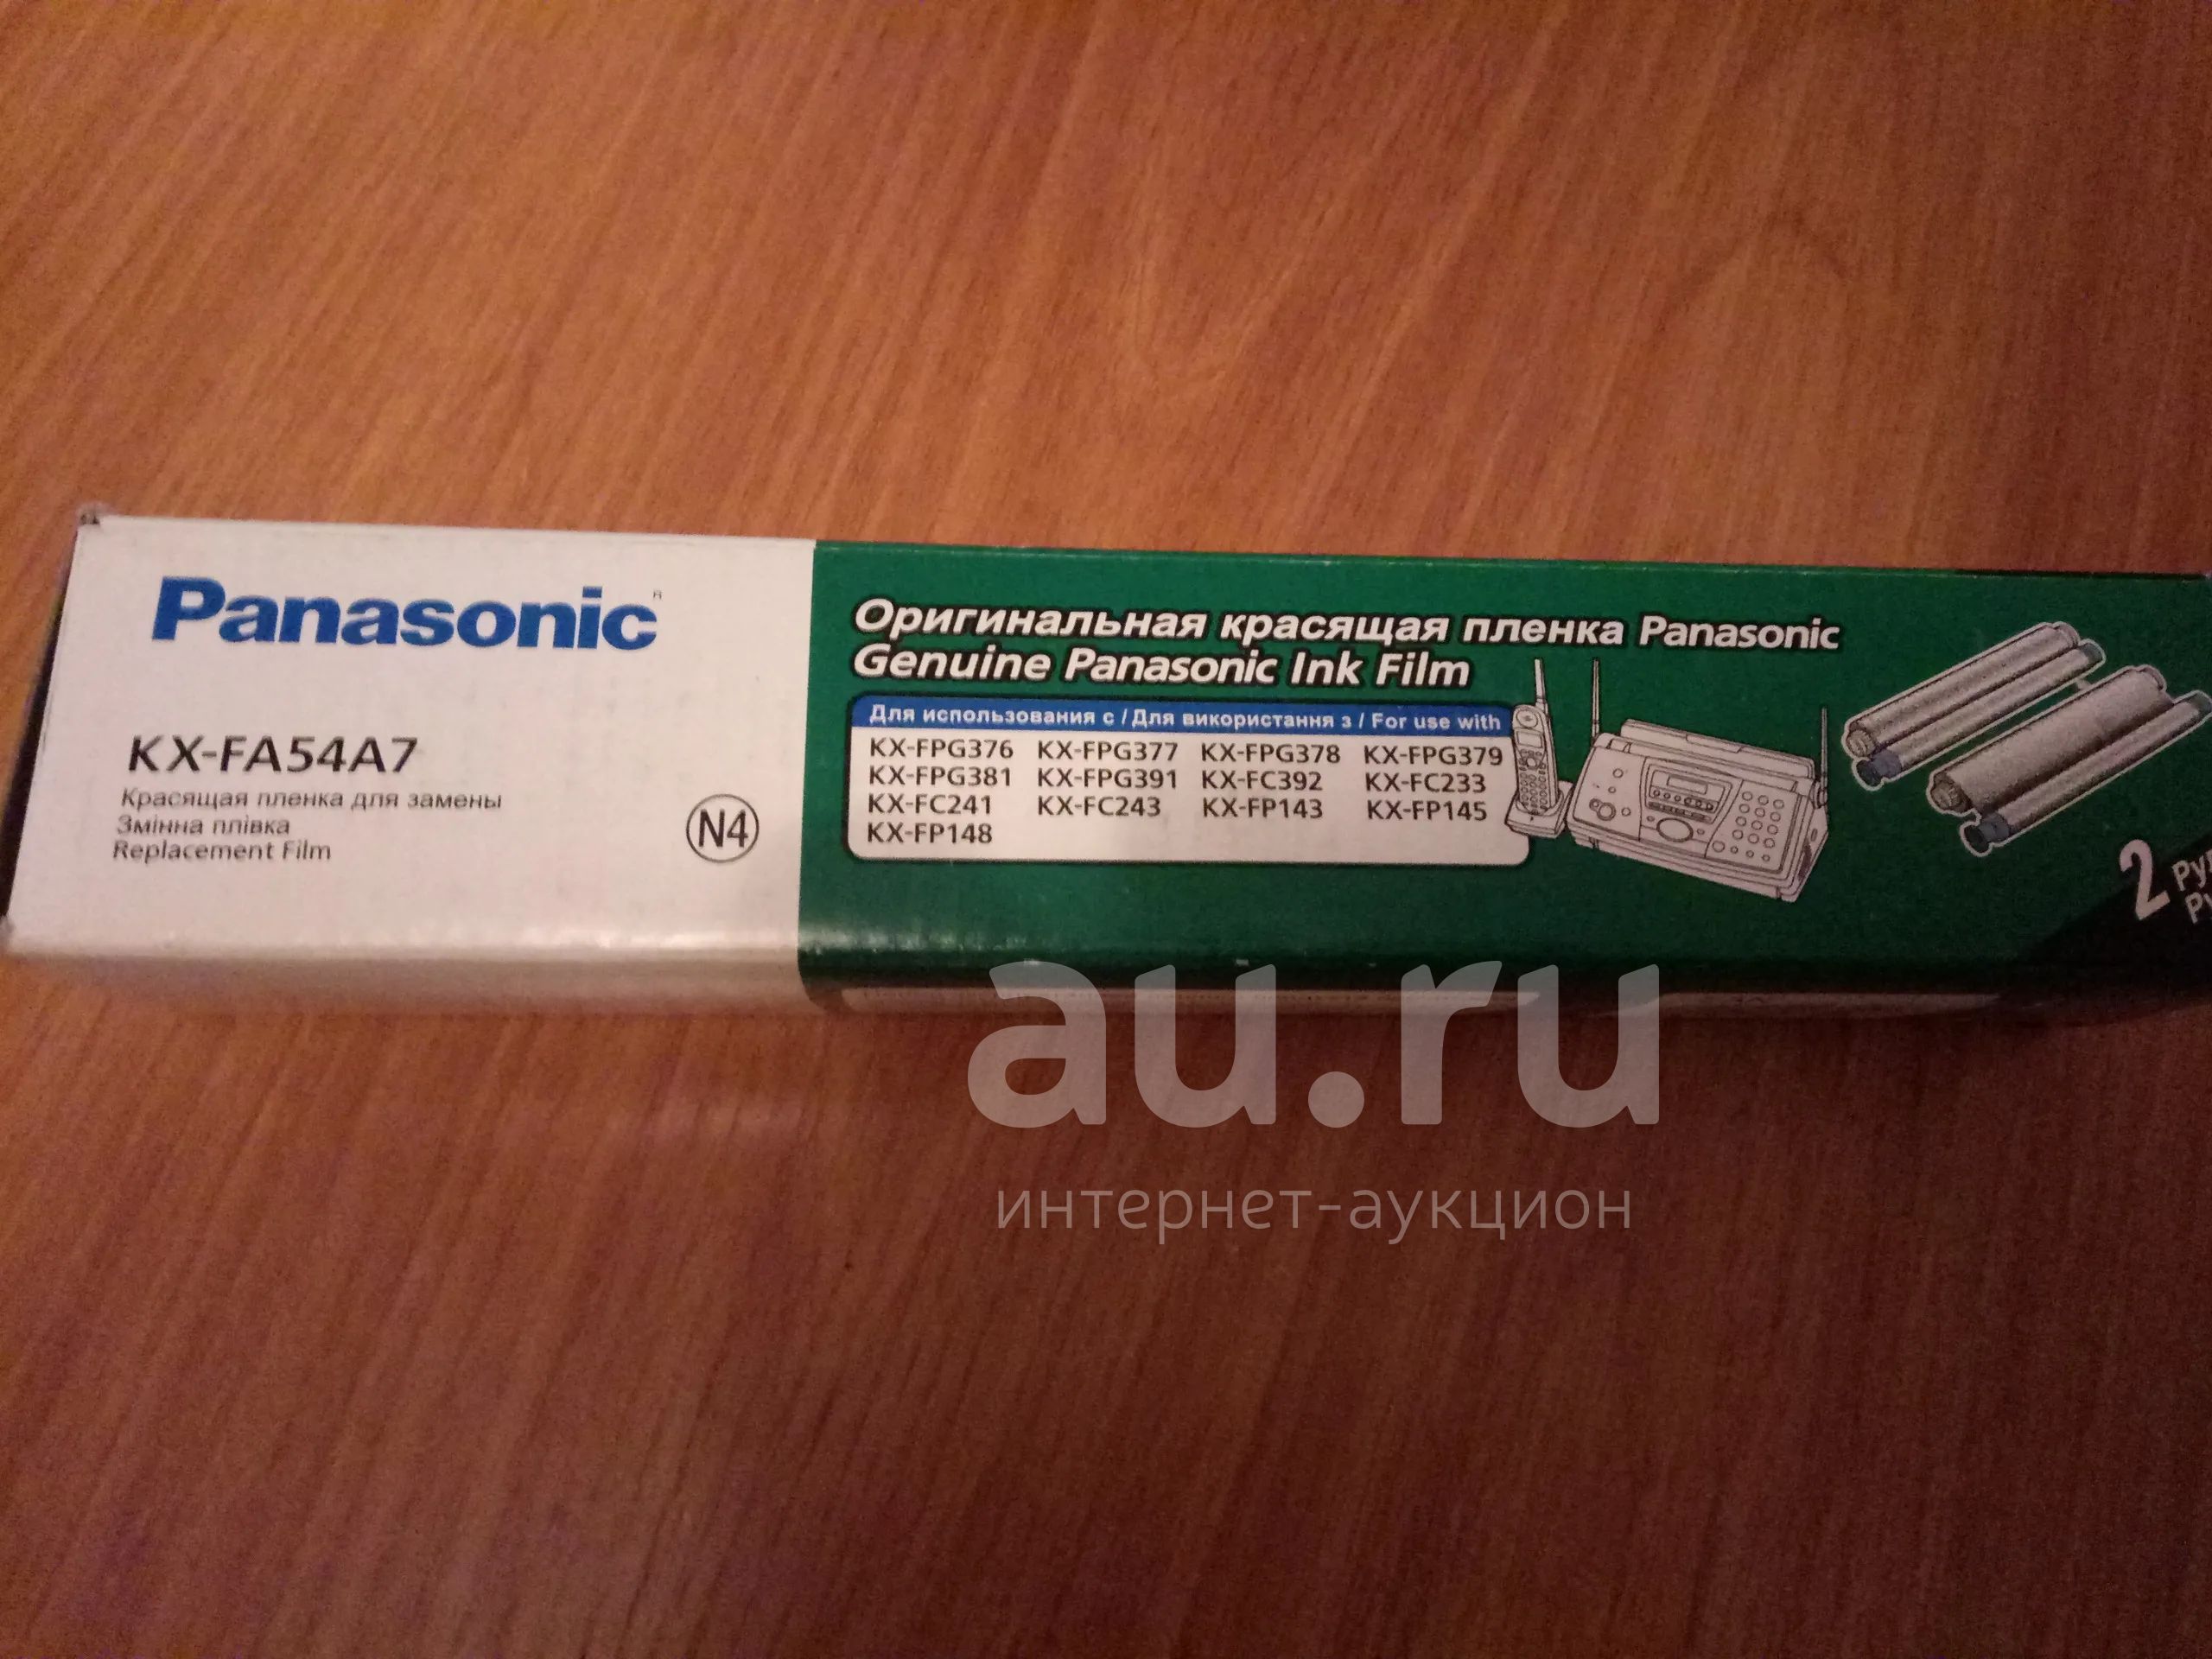 Panasonic
KX-FA54A7
Красящая пленка для замены
Змінна плівка
Replacement Film
N4
Оригинальная красящая пленка Panasonic
Genuine Panasonic Ink Film
Для использования с / Для використання з / For use with
KX-FPG376 KX-FPG377 KX-FPG378 KX-FPG379
KX-FPG381 KX-FPG391 KX-FC392 KX-FC233
KX-FC241 KX-FC243 KX-FP143 KX-FP145
KX-FP148
2
au.ru
интернет-аукцион